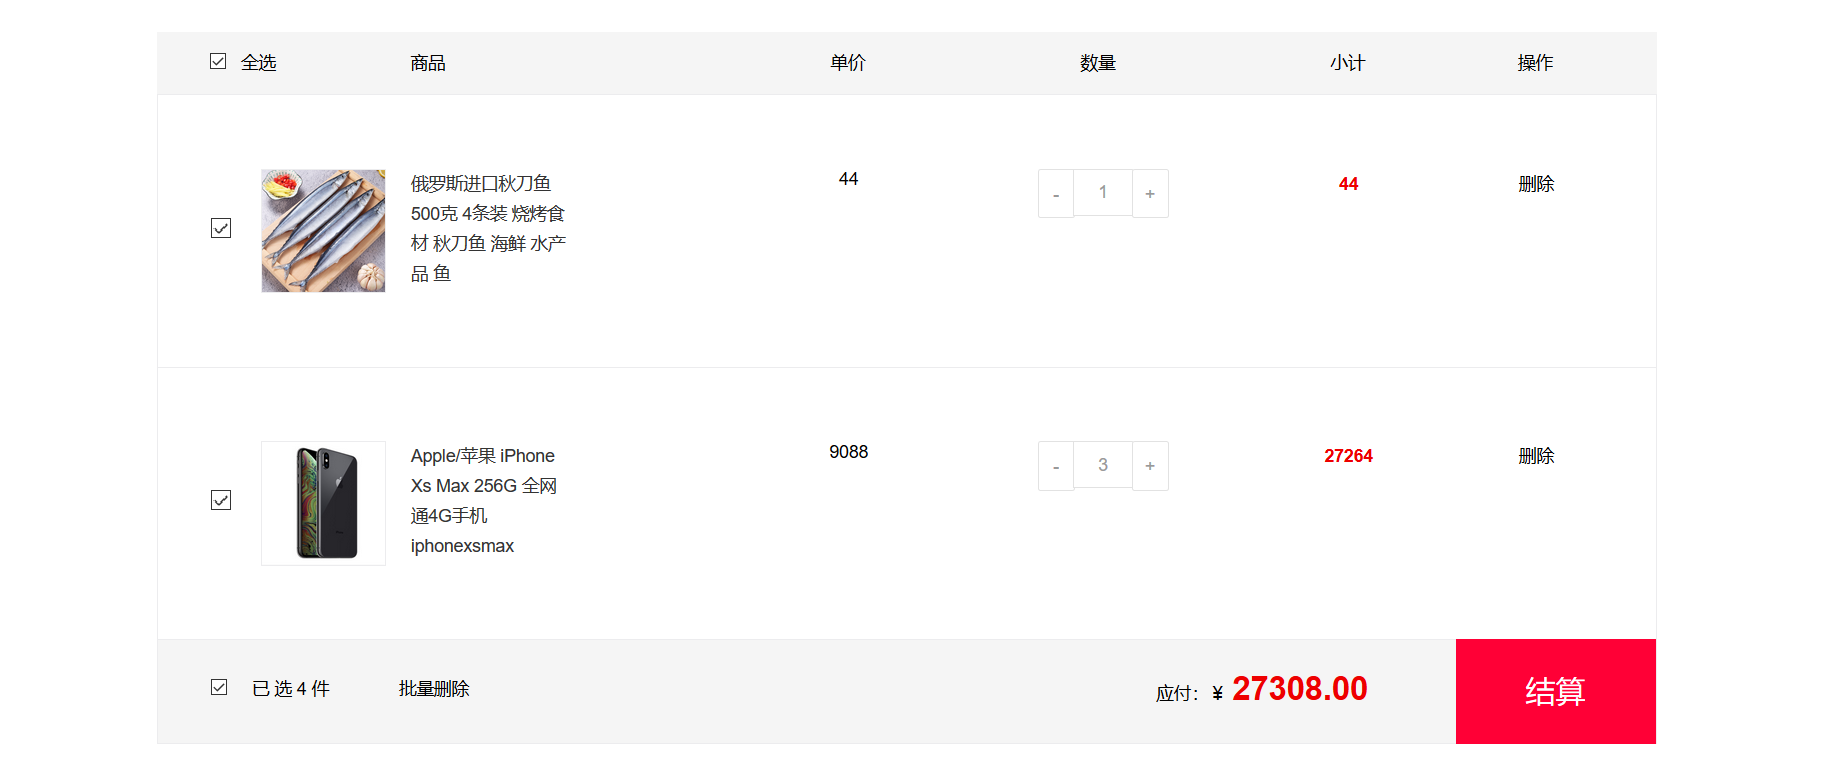 全选 商品 单价 数量 小计 操作
俄罗斯进口秋刀鱼
500克 4条装 烧烤食
材 秋刀鱼 海鲜 水产
品 鱼
44
- 1 +
44
删除
Apple/苹果 iPhone
Xs Max 256G 全网
通4G手机
iphonexsmax
9088
- 3 +
27264
删除
已选 4 件 批量删除 应付：¥ 27308.00 结算